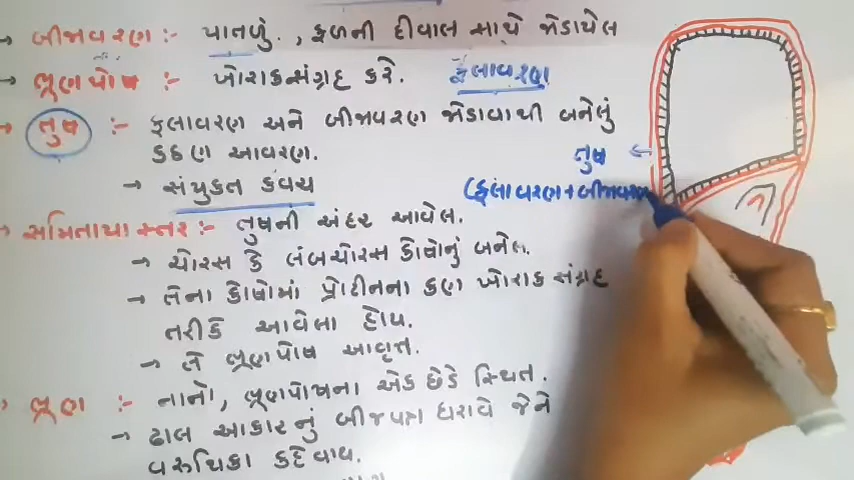 → બીજાવરણ :- પાતળું. , ફળની દીવાલ સાથે જોડાયેલ
→ ભ્રૂણપોષ :- ખોરાકસંગ્રહ કરે. ફલાવરણ
→ તુષ :- ફલાવરણ અને બીજાવરણ જોડાવાથી બનેલું
કઠણ આવરણ.
તુષ ←
→ સંયુકત કવચ
(ફલાવરણ+બીજાવરણ
→ સમિતાયા સ્તર :- તુષની અંદર આવેલ.
→ ચોરસ કે લંબચોરસ કોષોનું બનેલ.
→ તેના કોષોમાં પ્રોટીનના કણ ખોરાક સંગ્રહ
તરીકે આવેલા હોય.
→ તે ભ્રૂણપોષ આવૃત્ત.
→ ભ્રૂણ :- નાનો, ભ્રૂણપોષના એક છેડે સ્થિત.
→ ઢાલ આકારનું બીજપત્ર ધરાવે જેને
વરુથિકા કહેવાય.